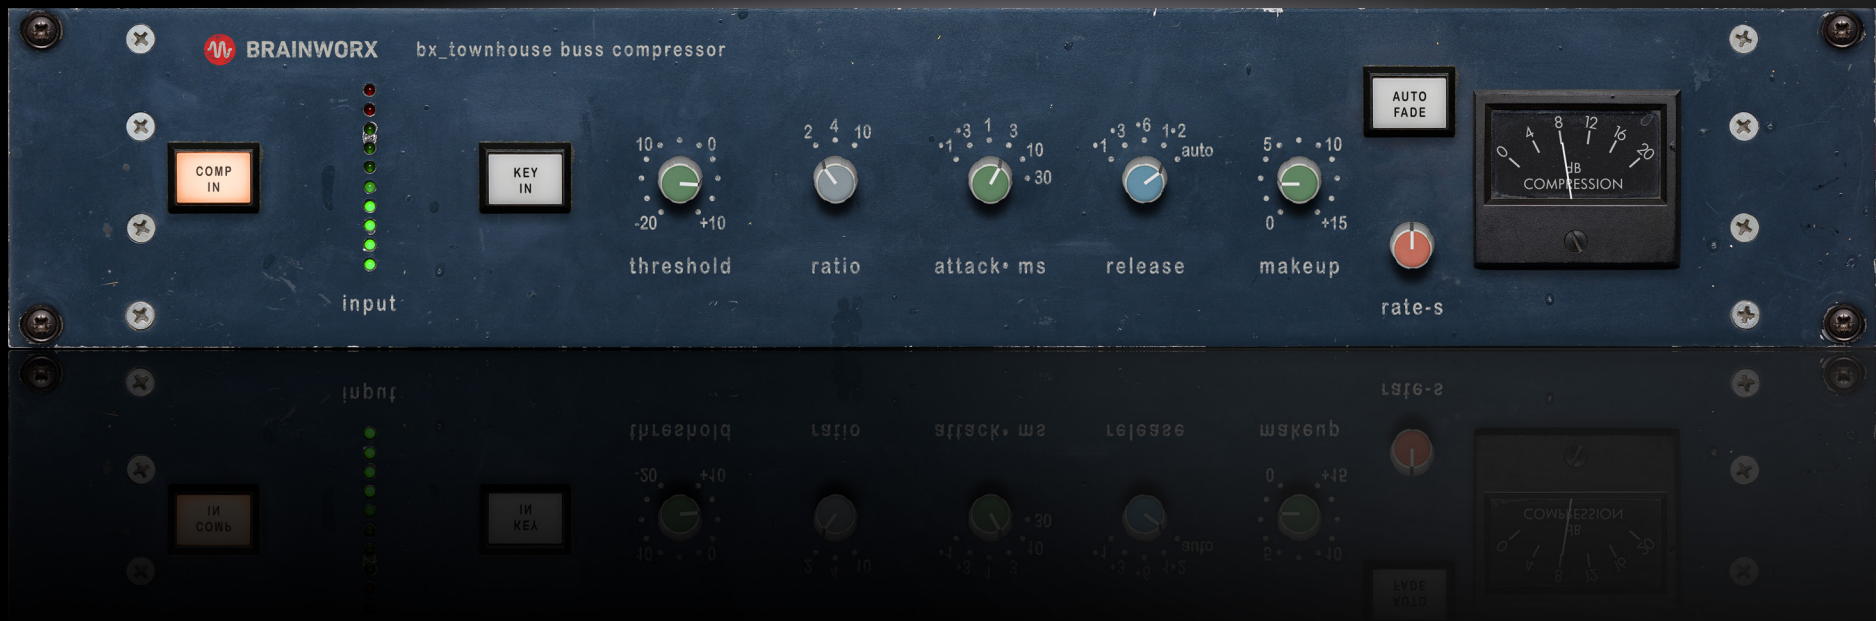 BRAINWORX bx_townhouse buss compressor
AUTO
FADE
COMP
IN
KEY
IN
10 0
-20 +10
threshold
2 4 10
ratio
•1 •3 1 3 10 30
attack• ms
•1 •3 •6 1•2 auto
release
5 10
0 +15
makeup
rate-s
0 4 8 12 16 20
dB
COMPRESSION
input